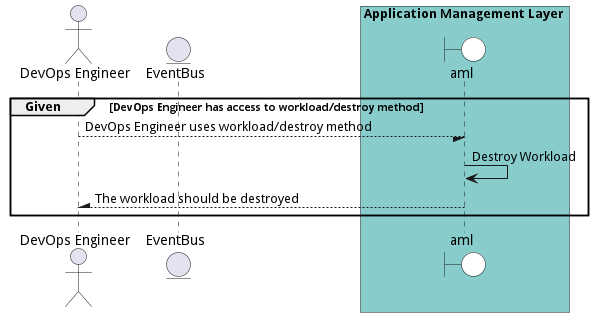 Application Management Layer
DevOps Engineer
EventBus
aml
Given
[DevOps Engineer has access to workload/destroy method]
DevOps Engineer uses workload/destroy method
Destroy Workload
The workload should be destroyed
DevOps Engineer
EventBus
aml